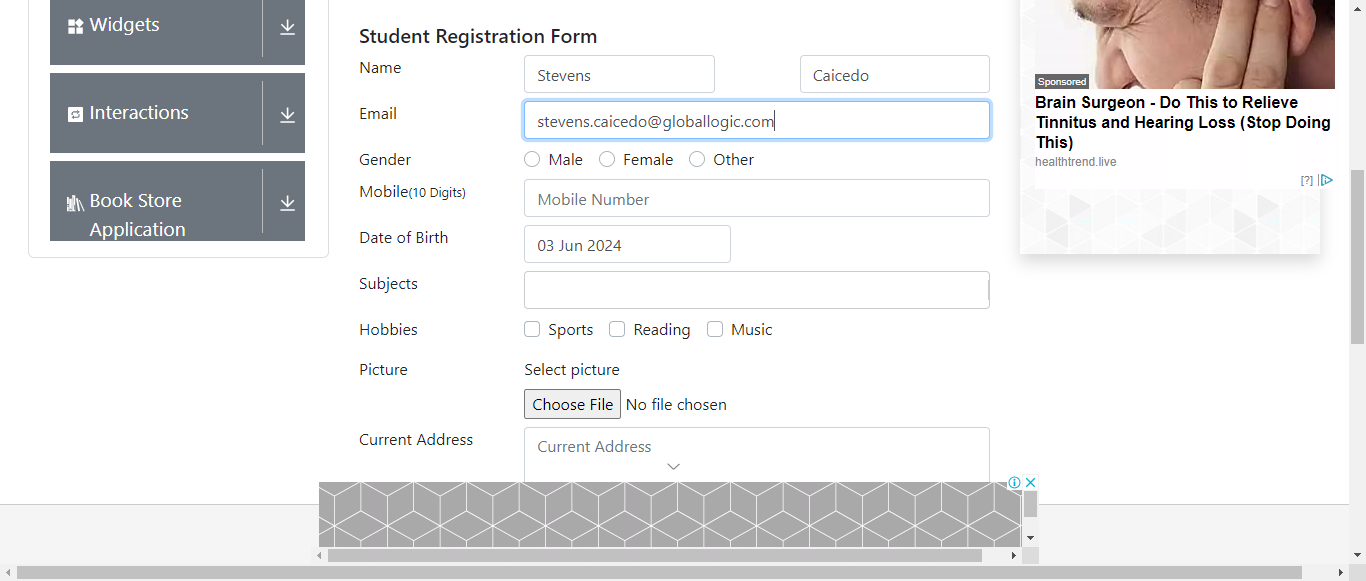 Widgets
Interactions
Book Store
Application
Student Registration Form
Name
Stevens
Caicedo
Email
stevens.caicedo@globallogic.com
Gender
Male
Female
Other
Mobile(10 Digits)
Mobile Number
Date of Birth
03 Jun 2024
Subjects
Hobbies
Sports
Reading
Music
Picture
Select picture
Choose File No file chosen
Current Address
Current Address
Sponsored
Brain Surgeon - Do This to Relieve
Tinnitus and Hearing Loss (Stop Doing
This)
healthtrend.live
[?]